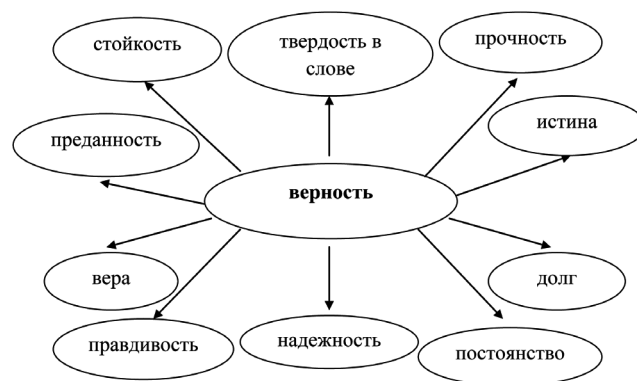 стойкость
твердость в
слове
прочность
преданность
истина
верность
вера
долг
правдивость
надежность
постоянство